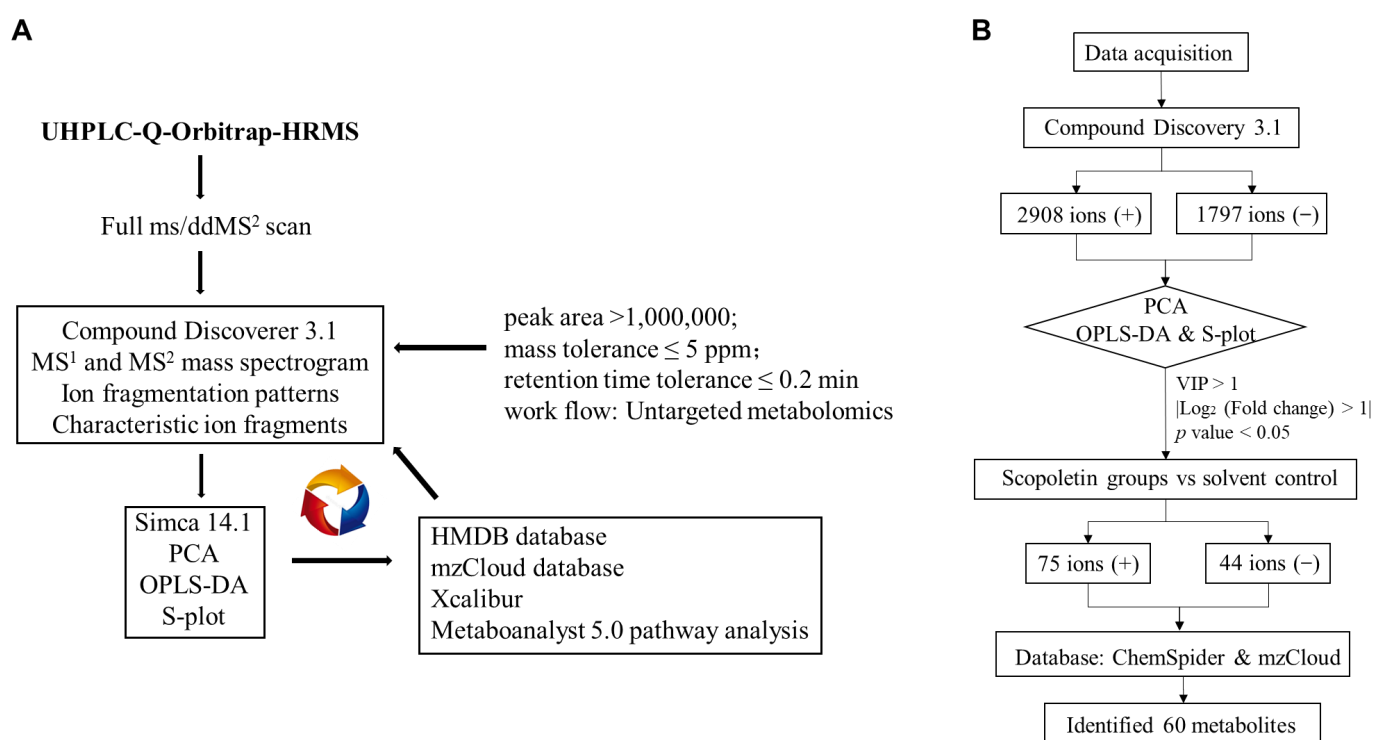 A
UHPLC-Q-Orbitrap-HRMS
Full ms/ddMS² scan
Compound Discoverer 3.1
MS¹ and MS² mass spectrogram
Ion fragmentation patterns
Characteristic ion fragments
peak area >1,000,000;
mass tolerance ≤ 5 ppm；
retention time tolerance ≤ 0.2 min
work flow: Untargeted metabolomics
Simca 14.1
PCA
OPLS-DA
S-plot
HMDB database
mzCloud database
Xcalibur
Metaboanalyst 5.0 pathway analysis
B
Data acquisition
Compound Discovery 3.1
2908 ions (+)
1797 ions (−)
PCA
OPLS-DA & S-plot
VIP > 1
|Log₂ (Fold change) > 1|
p value < 0.05
Scopoletin groups vs solvent control
75 ions (+)
44 ions (−)
Database: ChemSpider & mzCloud
Identified 60 metabolites